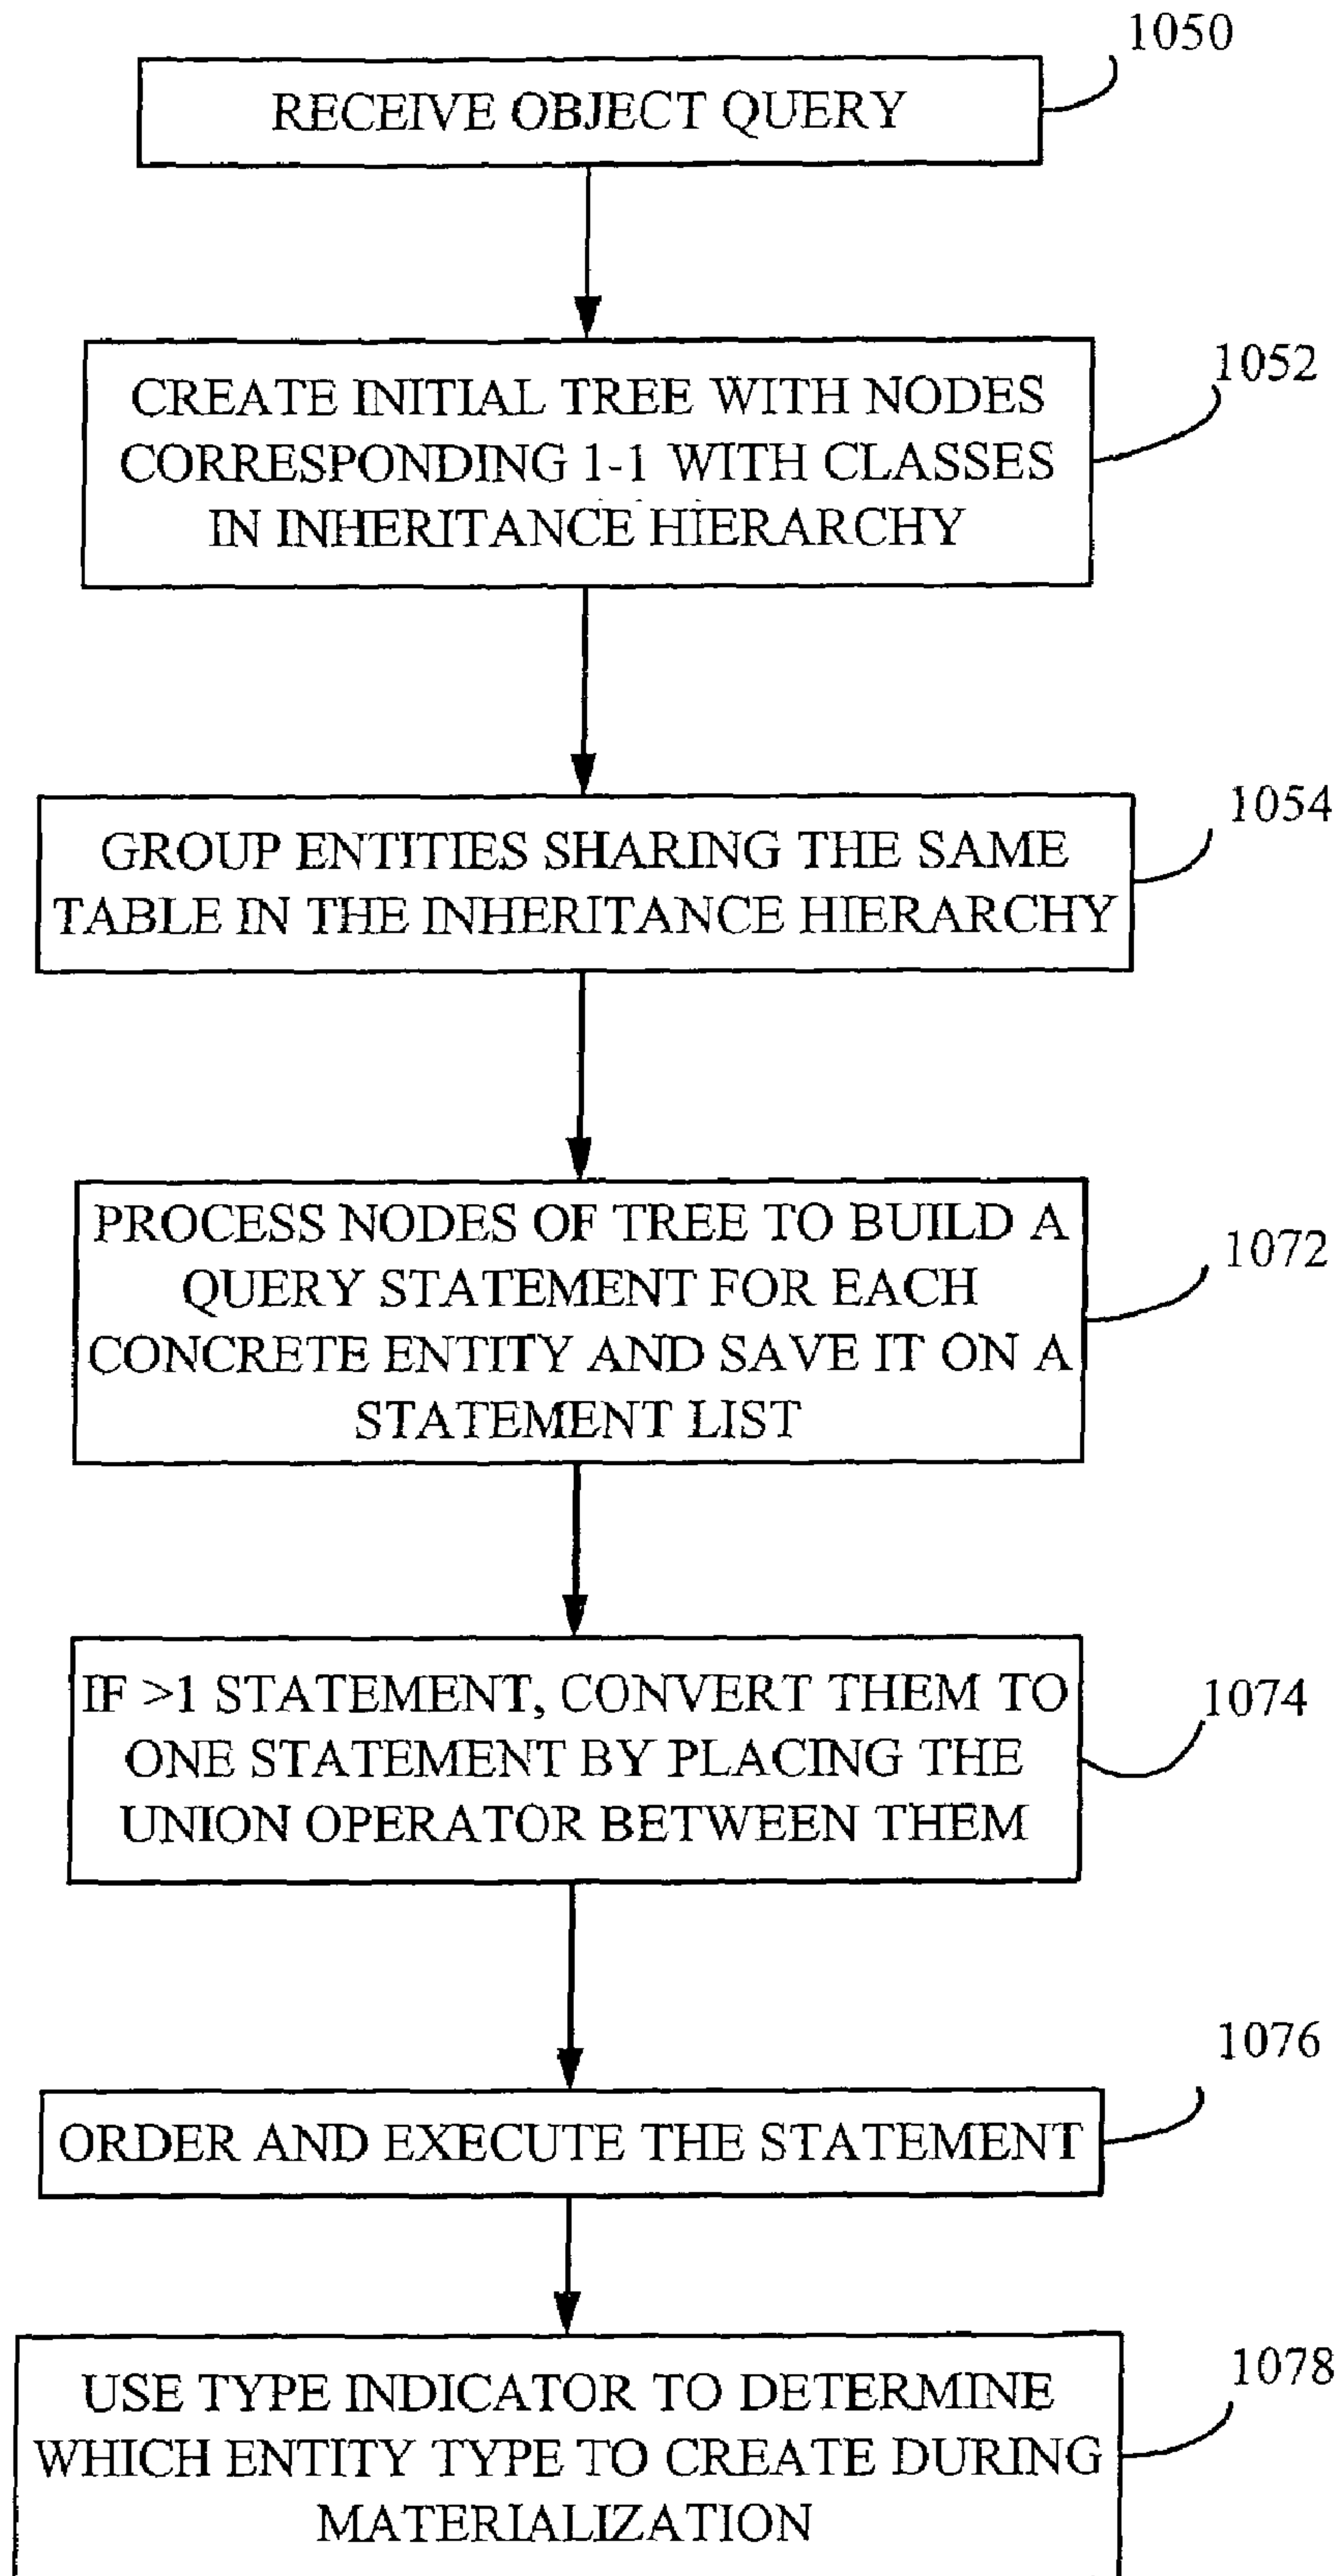 1050
RECEIVE OBJECT QUERY
1052
CREATE INITIAL TREE WITH NODES
CORRESPONDING 1-1 WITH CLASSES
IN INHERITANCE HIERARCHY
1054
GROUP ENTITIES SHARING THE SAME
TABLE IN THE INHERITANCE HIERARCHY
PROCESS NODES OF TREE TO BUILD A
1072
QUERY STATEMENT FOR EACH
CONCRETE ENTITY AND SAVE IT ON A
STATEMENT LIST
IF >1 STATEMENT, CONVERT THEM TO
1074
ONE STATEMENT BY PLACING THE
UNION OPERATOR BETWEEN THEM
1076
ORDER AND EXECUTE THE STATEMENT
1078
USE TYPE INDICATOR TO DETERMINE
WHICH ENTITY TYPE TO CREATE DURING
MATERIALIZATION